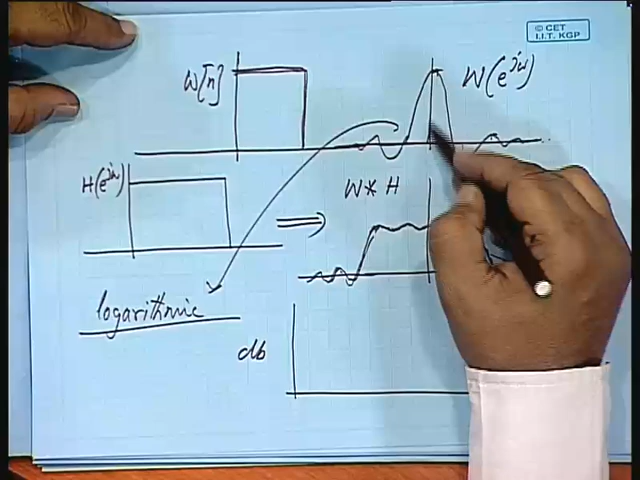 © CET
I.I.T. KGP
W[n]
W(e^jω)
H(e^jω)
W * H
logarithmic
db